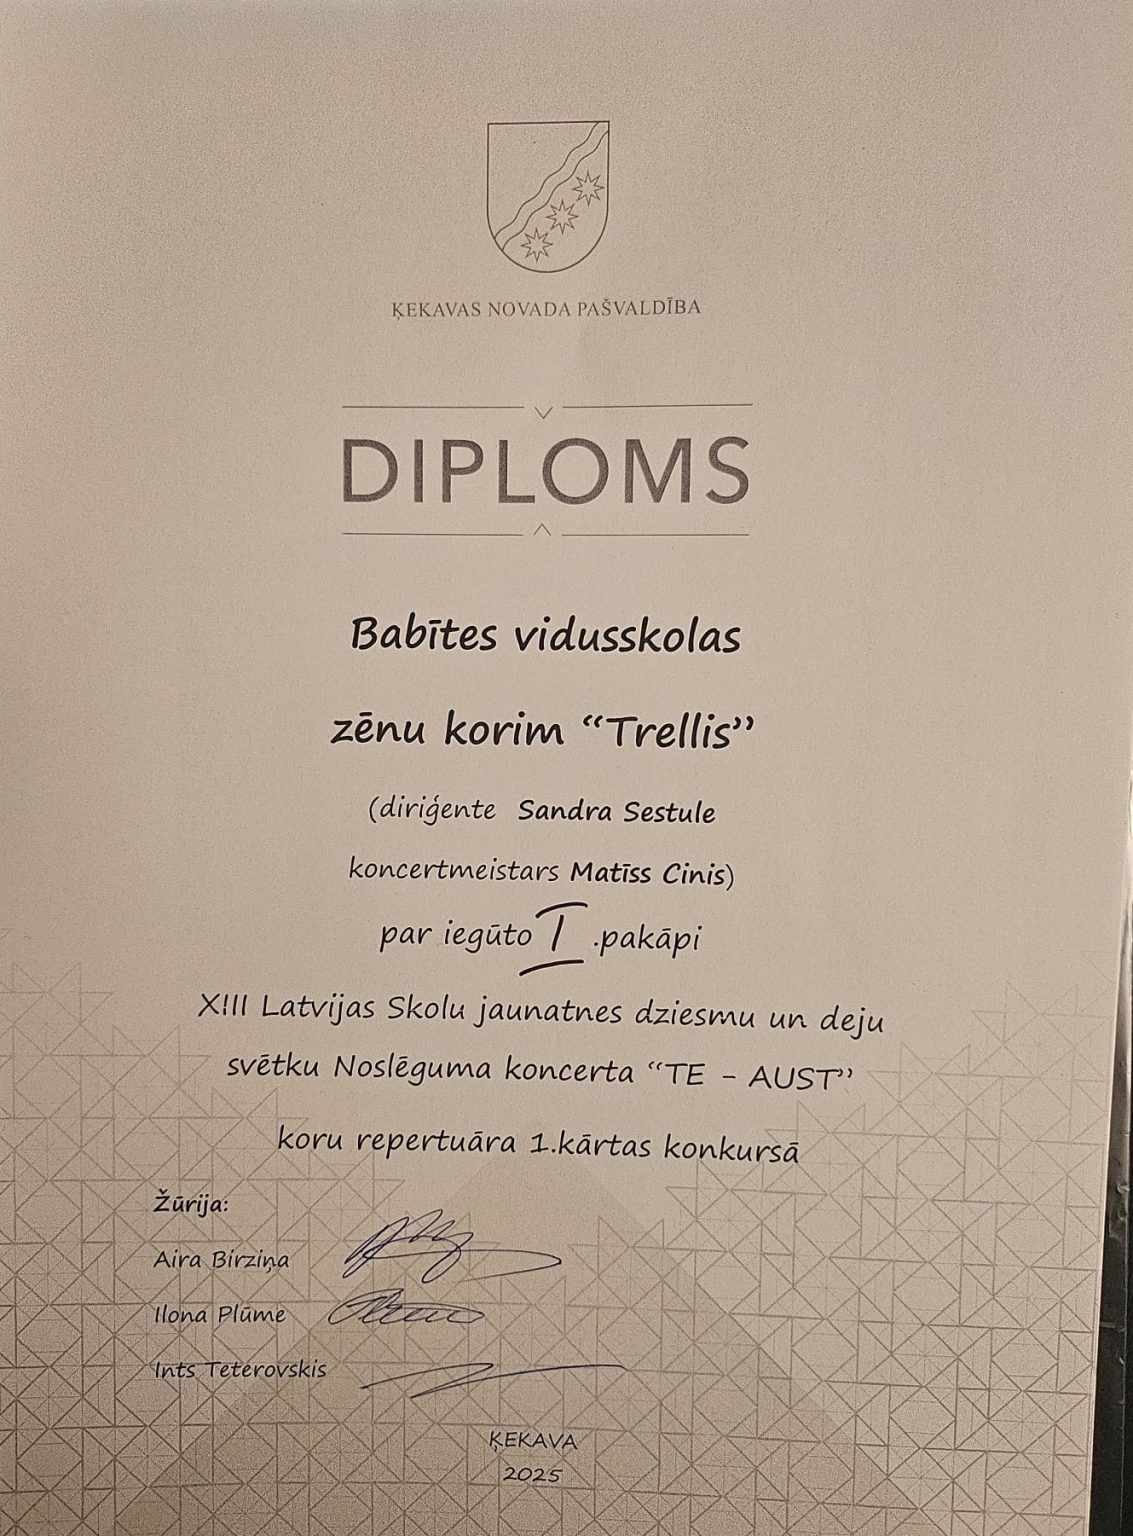 ĶEKAVAS NOVADA PAŠVALDĪBA
DIPLOMS
Babītes vidusskolas
zēnu korim “Trellis”
(diriģente Sandra Sestule
koncertmeistars Matīss Cinis)
par iegūto I .pakāpi
XIII Latvijas Skolu jaunatnes dziesmu un deju
svētku Noslēguma koncerta “TE - AUST”
koru repertuāra 1.kārtas konkursā
Žūrija:
Aira Birziņa
Ilona Plūme
Ints Teterovskis
ĶEKAVA
2025